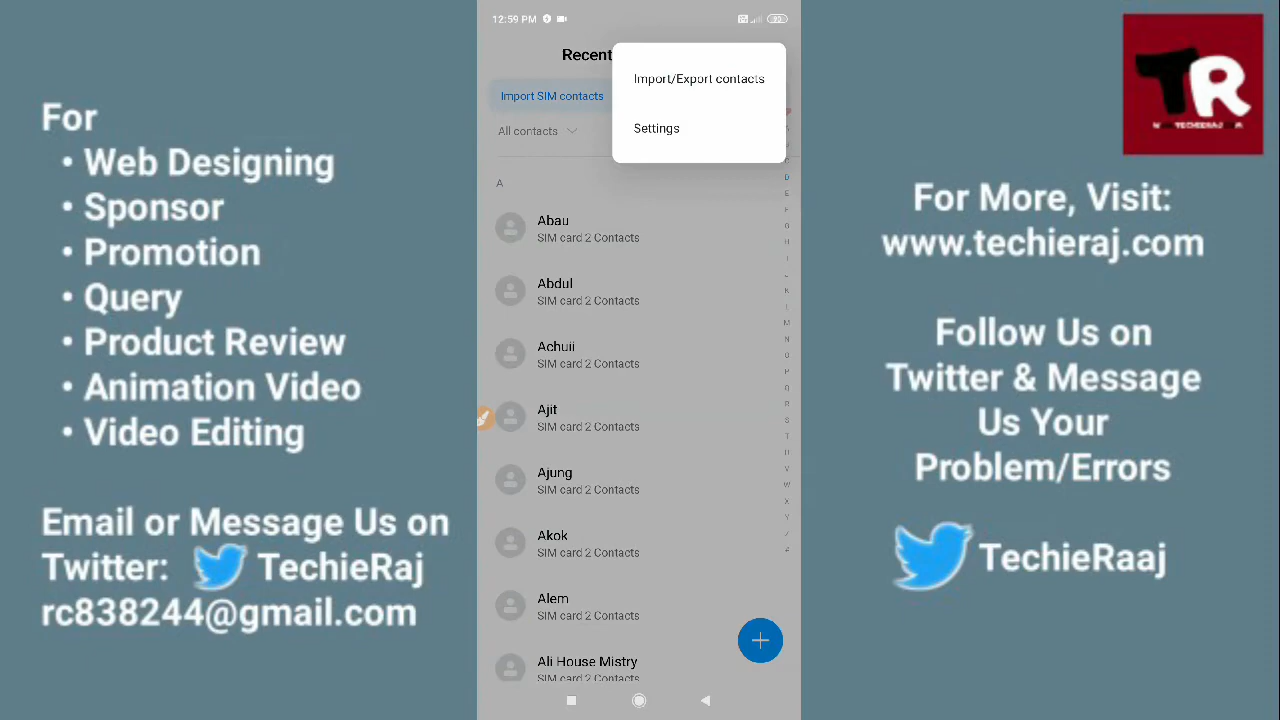 For
• Web Designing
• Sponsor
• Promotion
• Query
• Product Review
• Animation Video
• Video Editing
Email or Message Us on
Twitter: TechieRaj
rc838244@gmail.com
12:59 PM
Recent
Import/Export contacts
Settings
Import SIM contacts
All contacts
A
Abau
SIM card 2 Contacts
Abdul
SIM card 2 Contacts
Achuii
SIM card 2 Contacts
Ajit
SIM card 2 Contacts
Ajung
SIM card 2 Contacts
Akok
SIM card 2 Contacts
Alem
SIM card 2 Contacts
Ali House Mistry
SIM card 2 Contacts
TR
For More, Visit:
www.techieraj.com
Follow Us on
Twitter & Message
Us Your
Problem/Errors
TechieRaaj